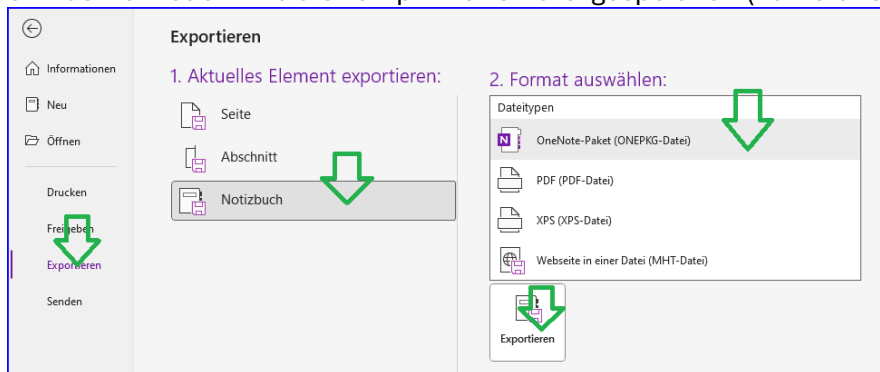 Exportieren
Informationen
Neu
Öffnen
Drucken
Freigeben
Exportieren
Senden
1. Aktuelles Element exportieren:
Seite
Abschnitt
Notizbuch
2. Format auswählen:
Dateitypen
OneNote-Paket (ONEPKG-Datei)
PDF (PDF-Datei)
XPS (XPS-Datei)
Webseite in einer Datei (MHT-Datei)
Exportieren